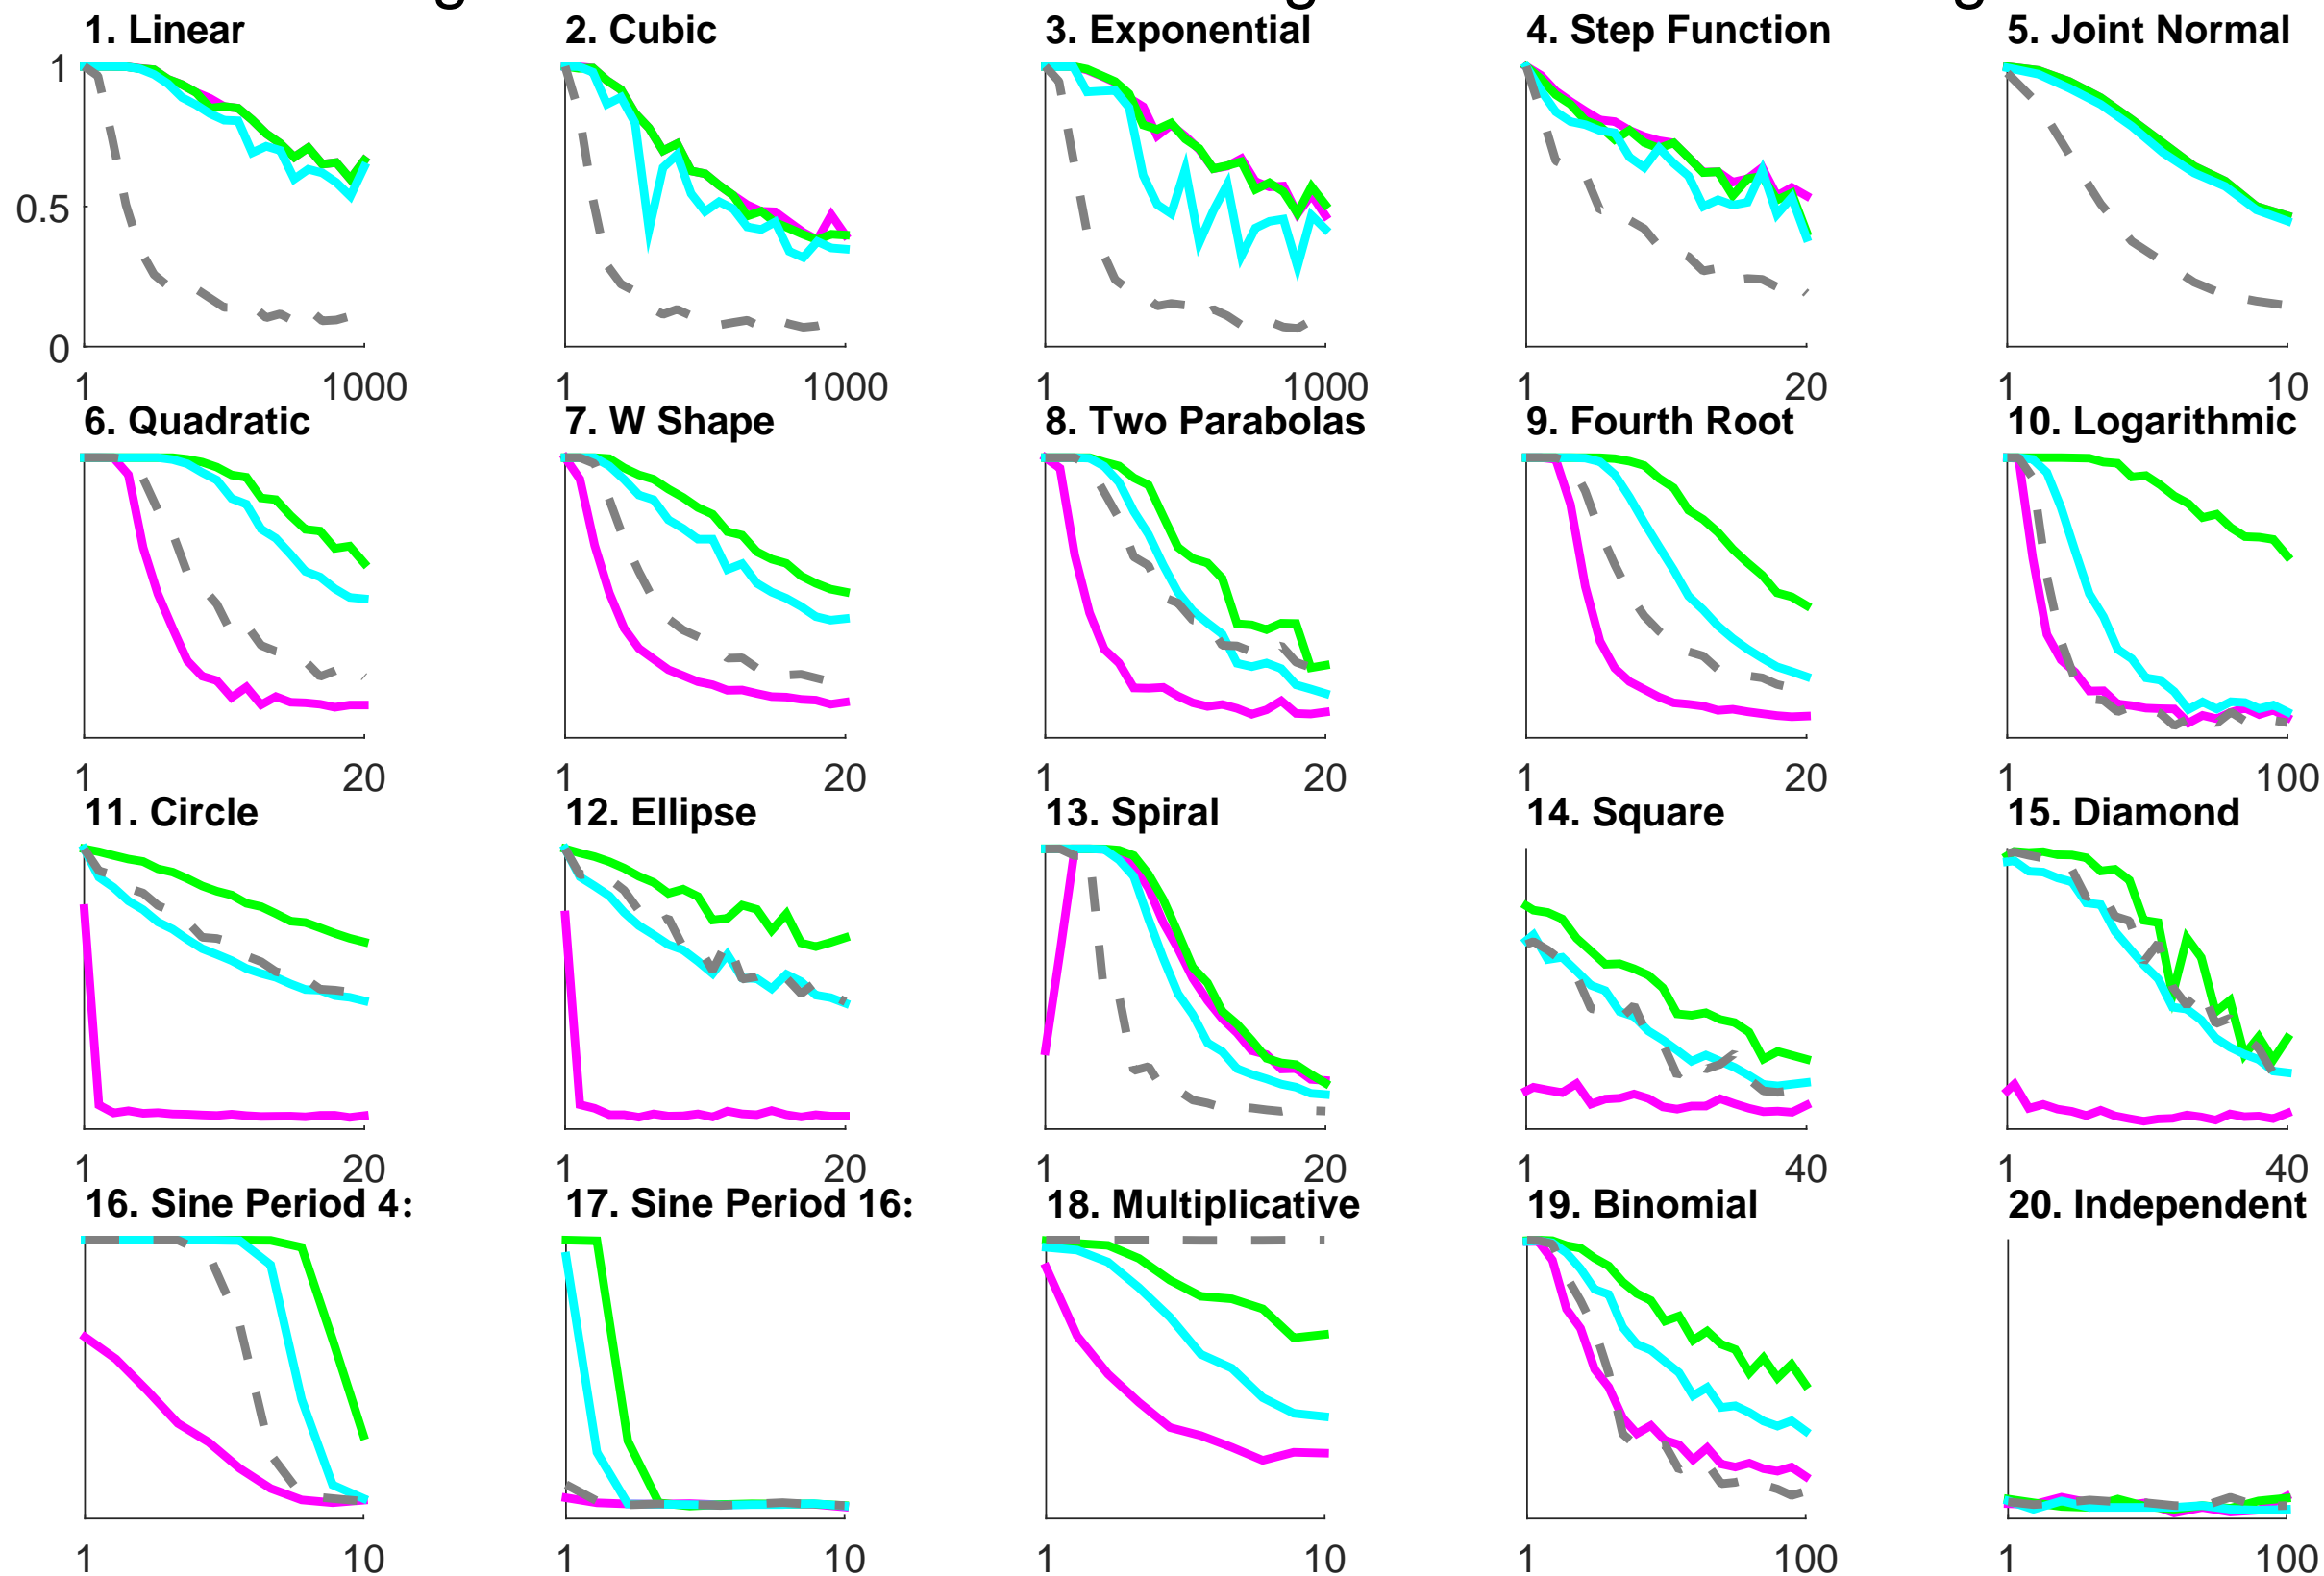 1. Linear 2. Cubic 3. Exponential 4. Step Function 5. Joint Normal
1
0.5
0
1 1000 1 1000 1 1000 1 20 1 10
6. Quadratic 7. W Shape 8. Two Parabolas 9. Fourth Root 10. Logarithmic
1 20 1 20 1 20 1 20 1 100
11. Circle 12. Ellipse 13. Spiral 14. Square 15. Diamond
1 20 1 20 1 20 1 40 1 40
16. Sine Period 4: 17. Sine Period 16: 18. Multiplicative 19. Binomial 20. Independent
1 10 1 10 1 10 1 100 1 100